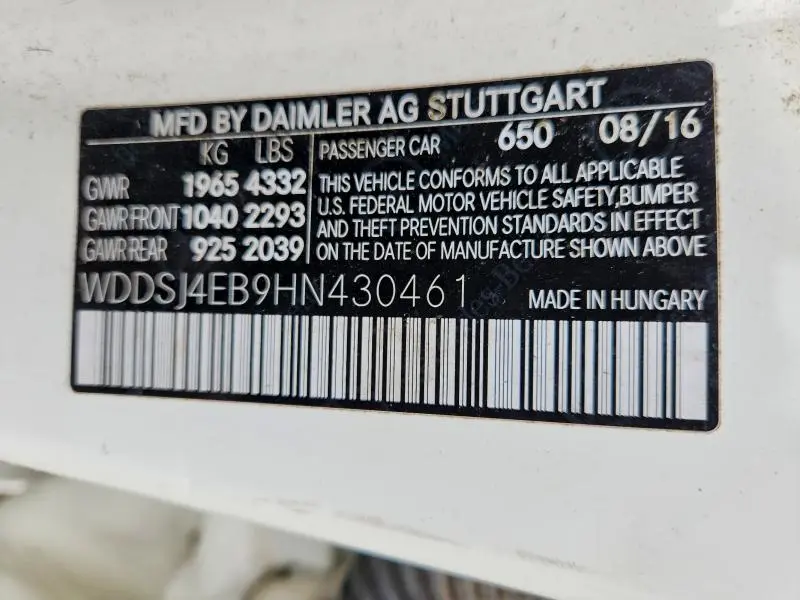 MFD BY DAIMLER AG STUTTGART
KG LBS
GVWR 1965 4332
GAWR FRONT 1040 2293
GAWR REAR 925 2039
PASSENGER CAR 650 08/16
THIS VEHICLE CONFORMS TO ALL APPLICABLE
U.S. FEDERAL MOTOR VEHICLE SAFETY,BUMPER
AND THEFT PREVENTION STANDARDS IN EFFECT
ON THE DATE OF MANUFACTURE SHOWN ABOVE
WDDSJ4EB9HN430461
MADE IN HUNGARY